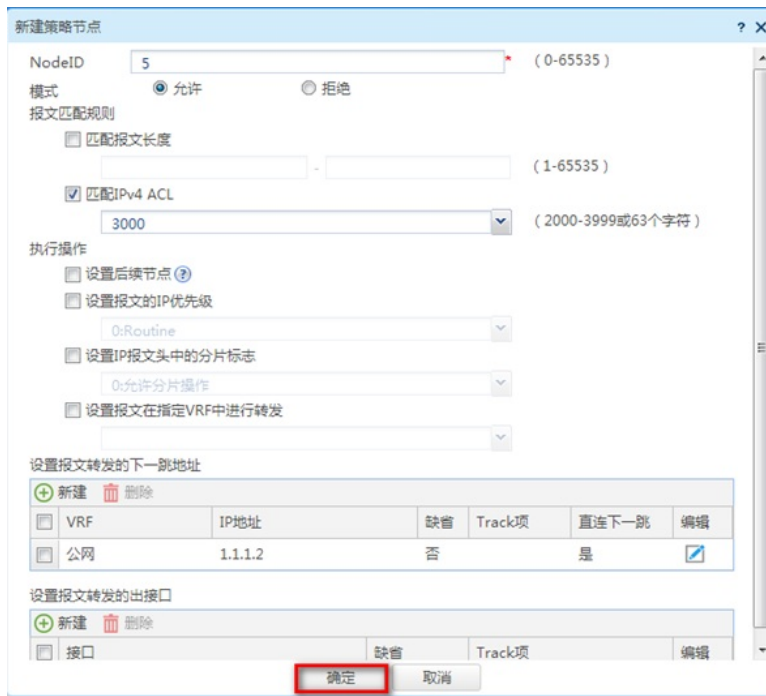 新建策略节点 ? X
NodeID 5 * (0-65535)
模式 允许 拒绝
报文匹配规则
匹配报文长度
- (1-65535)
匹配IPv4 ACL
3000 (2000-3999或63个字符)
执行操作
设置后续节点 ?
设置报文的IP优先级
0:Routine
设置IP报文头中的分片标志
0:允许分片操作
设置报文在指定VRF中进行转发
设置报文转发的下一跳地址
新建 删除
VRF IP地址 缺省 Track项 直连下一跳 编辑
公网 1.1.1.2 否 是
设置报文转发的出接口
新建 删除
接口 缺省 Track项 编辑
确定 取消